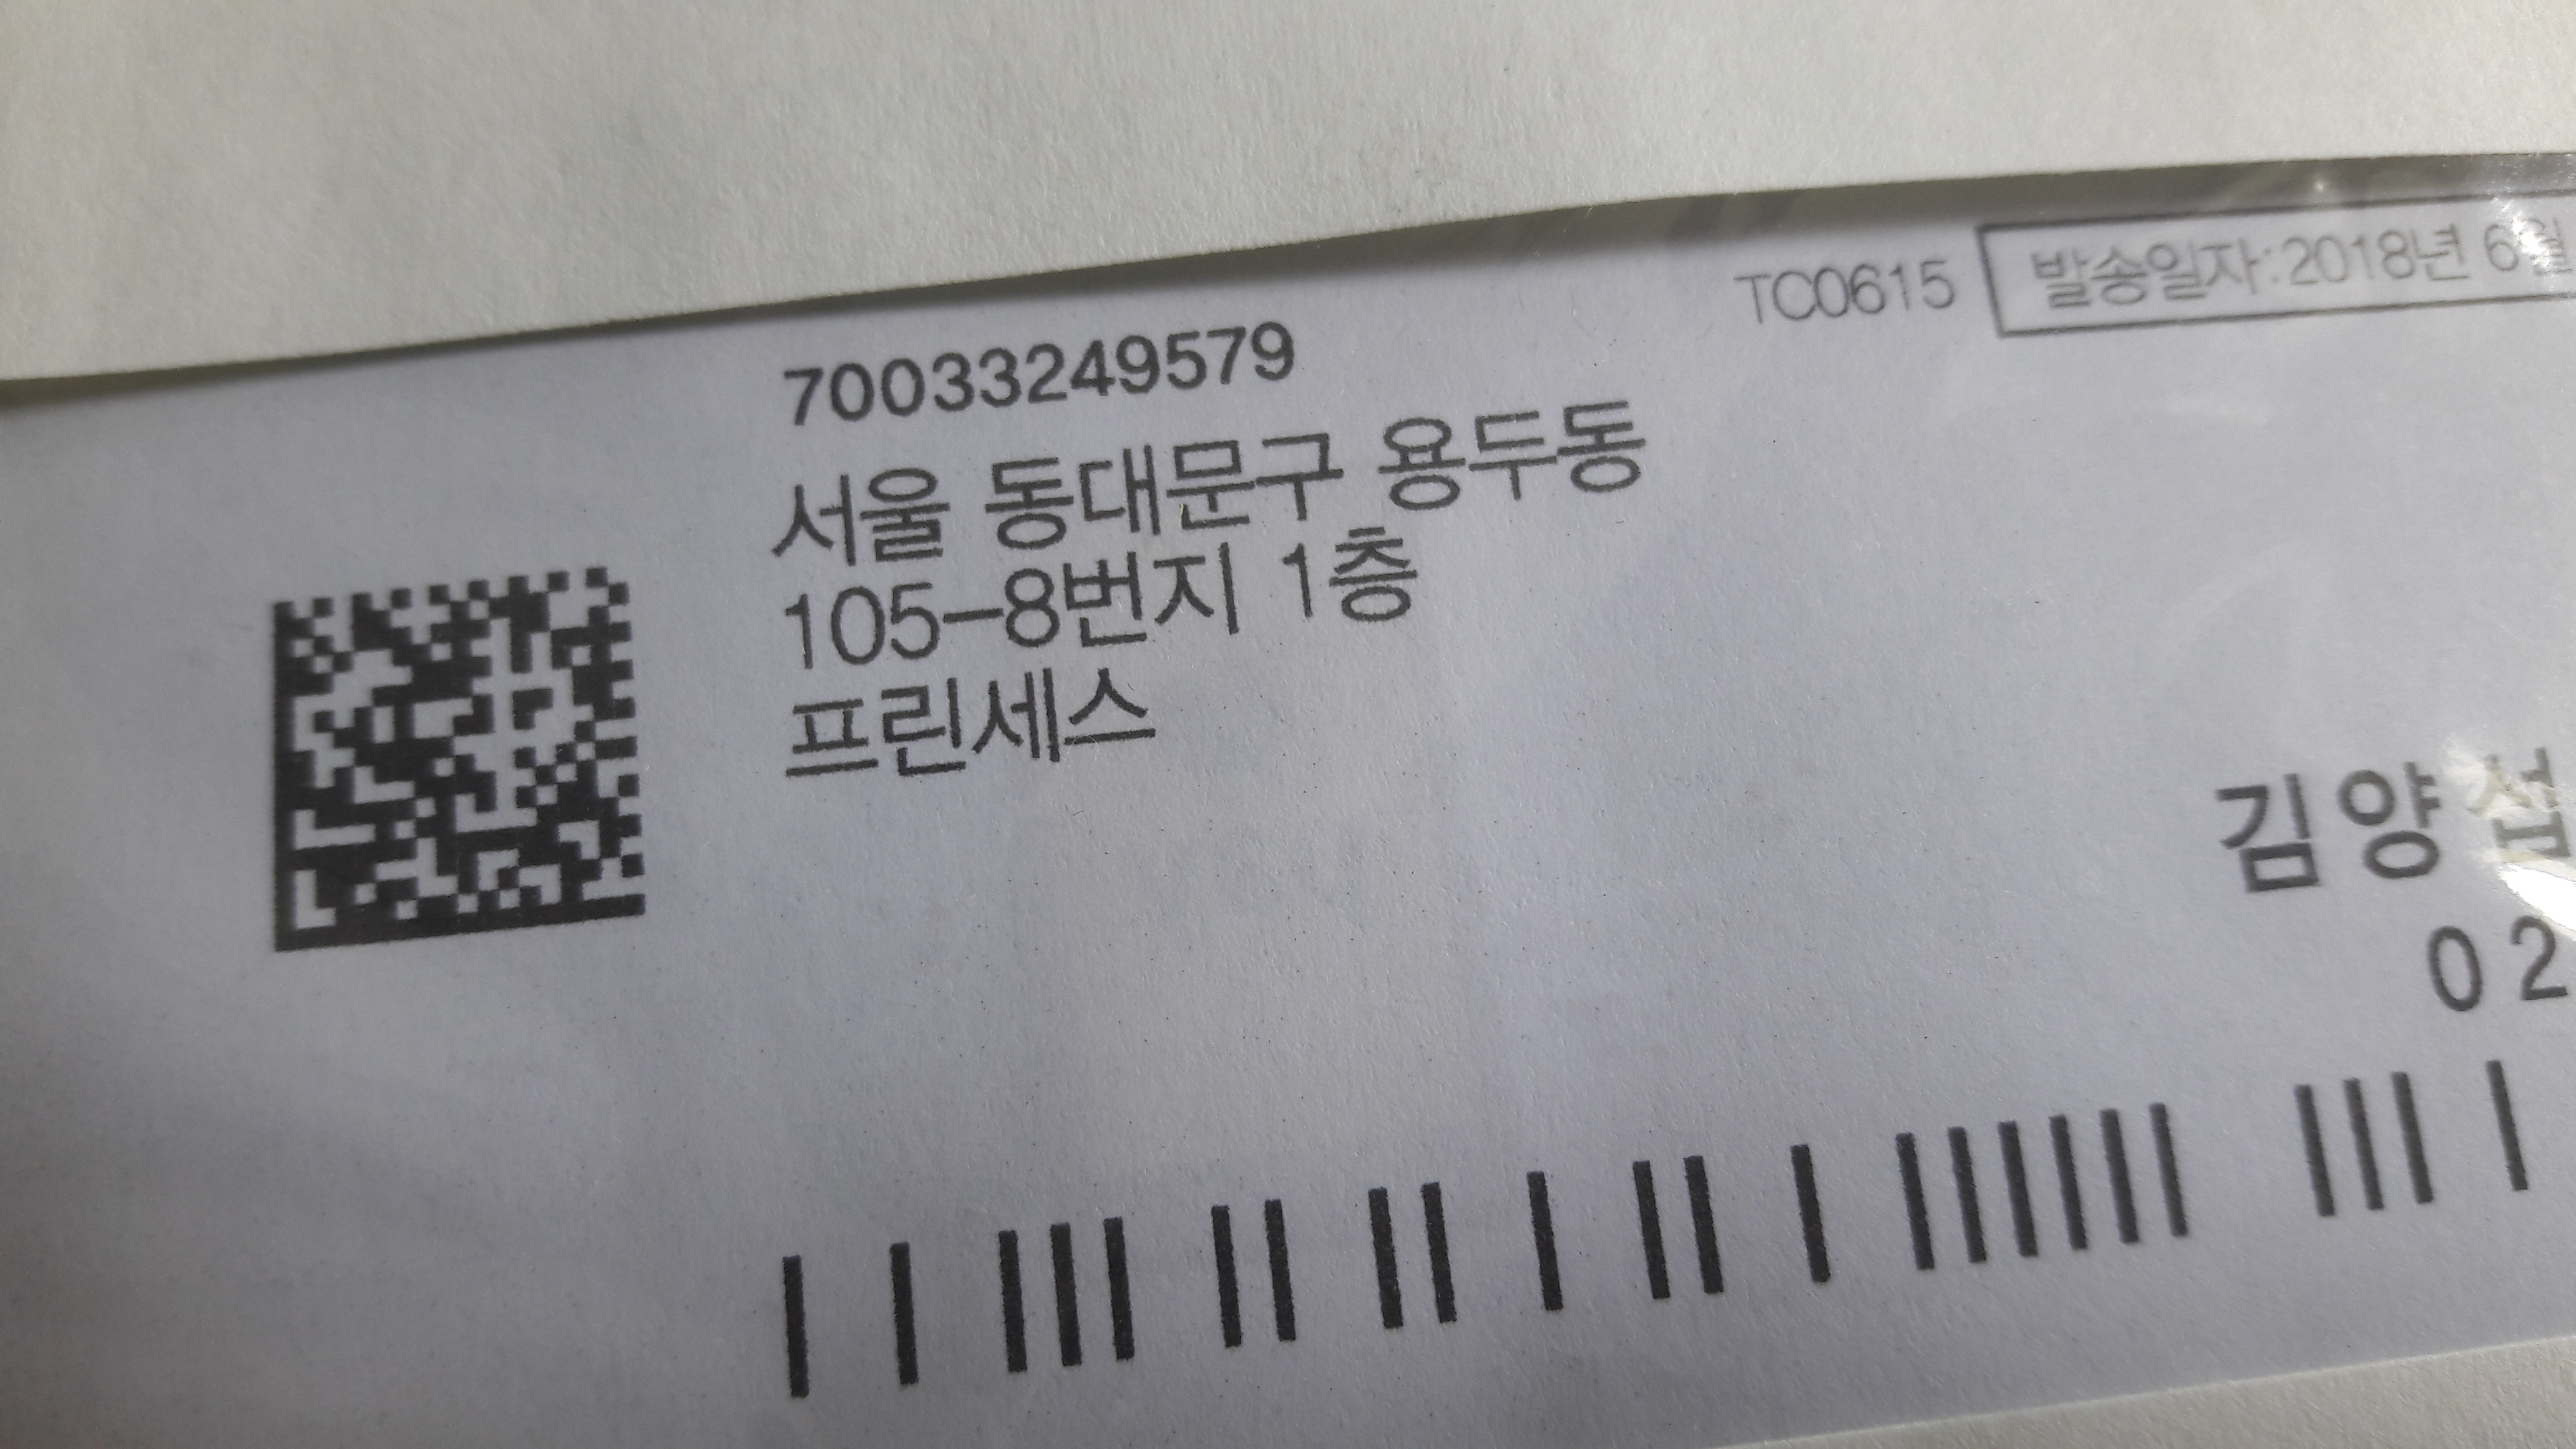 TC0615 발송일자:2018년 6월
70033249579
서울 동대문구 용두동
105-8번지 1층
프린세스
김양섭
02